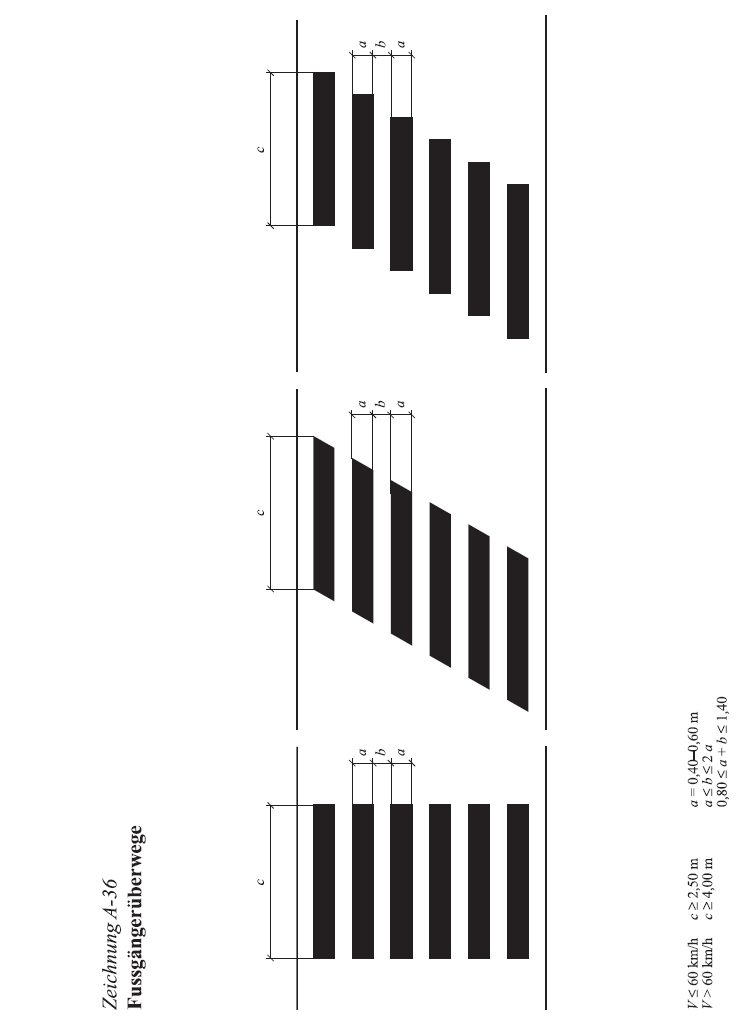 Zeichnung A-36
Fussgängerüberwege
c
a
b
a
c
a
b
a
c
a
b
a
V ≤ 60 km/h c ≥ 2,50 m a = 0,40–0,60 m
V > 60 km/h c ≥ 4,00 m a ≤ b ≤ 2 a
0,80 ≤ a + b ≤ 1,40